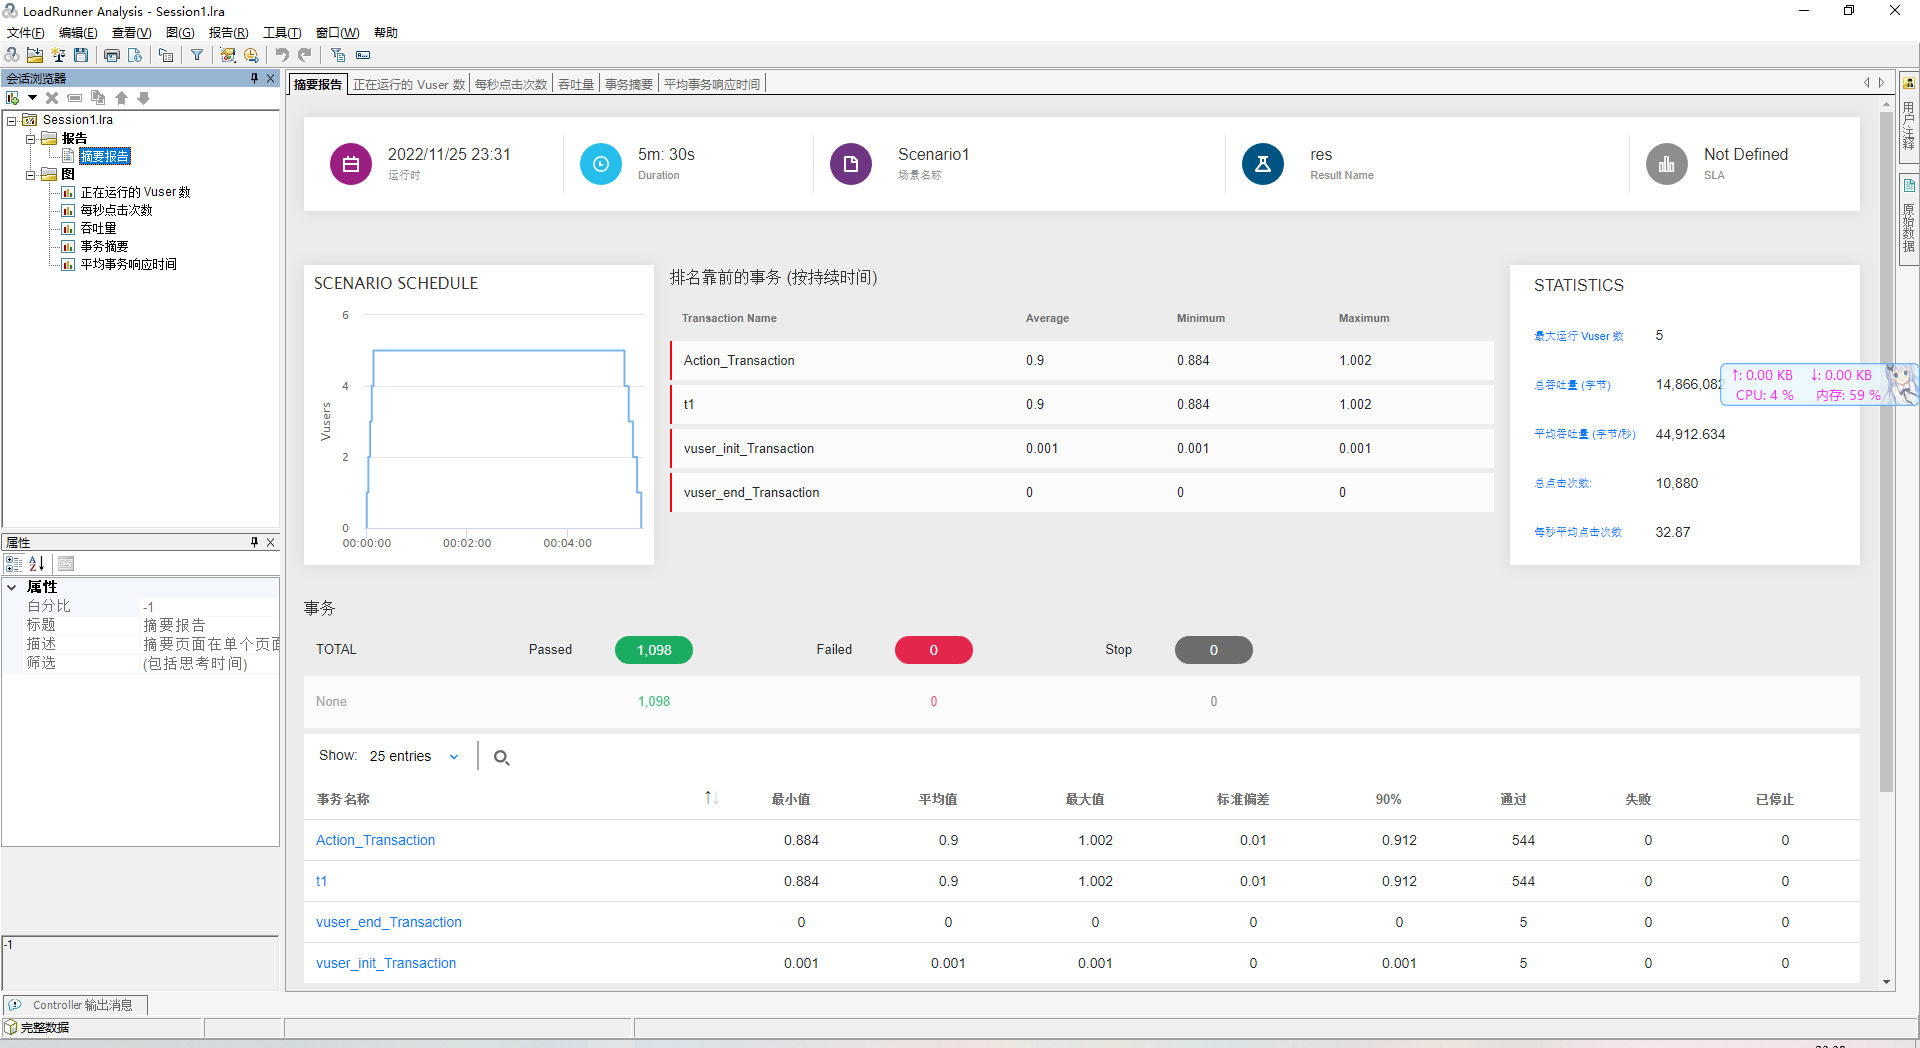 LoadRunner Analysis - Session1.lra
文件(F) 编辑(E) 查看(V) 图(G) 报告(R) 工具(T) 窗口(W) 帮助
会话浏览器
Session1.lra
报告
摘要报告
图
正在运行的 Vuser 数
每秒点击次数
吞吐量
事务摘要
平均事务响应时间
属性
属性
百分比 -1
标题 摘要报告
描述 摘要页面在单个页面
筛选 (包括思考时间)
-1
Controller 输出消息
完整数据
摘要报告 正在运行的 Vuser 数 每秒点击次数 吞吐量 事务摘要 平均事务响应时间
2022/11/25 23:31
运行时
5m: 30s
Duration
Scenario1
场景名称
res
Result Name
Not Defined
SLA
SCENARIO SCHEDULE
6
4
2
0
Vusers
00:00:00 00:02:00 00:04:00
排名靠前的事务 (按持续时间)
Transaction Name Average Minimum Maximum
Action_Transaction 0.9 0.884 1.002
t1 0.9 0.884 1.002
vuser_init_Transaction 0.001 0.001 0.001
vuser_end_Transaction 0 0 0
STATISTICS
最大运行 Vuser 数 5
总吞吐量 (字节) 14,866,082
平均吞吐量 (字节/秒) 44,912.634
总点击次数: 10,880
每秒平均点击次数 32.87
↑: 0.00 KB ↓: 0.00 KB
CPU: 4 % 内存: 59 %
用户注释
原始数据
事务
TOTAL Passed 1,098 Failed 0 Stop 0
None 1,098 0 0
Show: 25 entries
事务名称 最小值 平均值 最大值 标准偏差 90% 通过 失败 已停止
Action_Transaction 0.884 0.9 1.002 0.01 0.912 544 0 0
t1 0.884 0.9 1.002 0.01 0.912 544 0 0
vuser_end_Transaction 0 0 0 0 0 5 0 0
vuser_init_Transaction 0.001 0.001 0.001 0 0.001 5 0 0